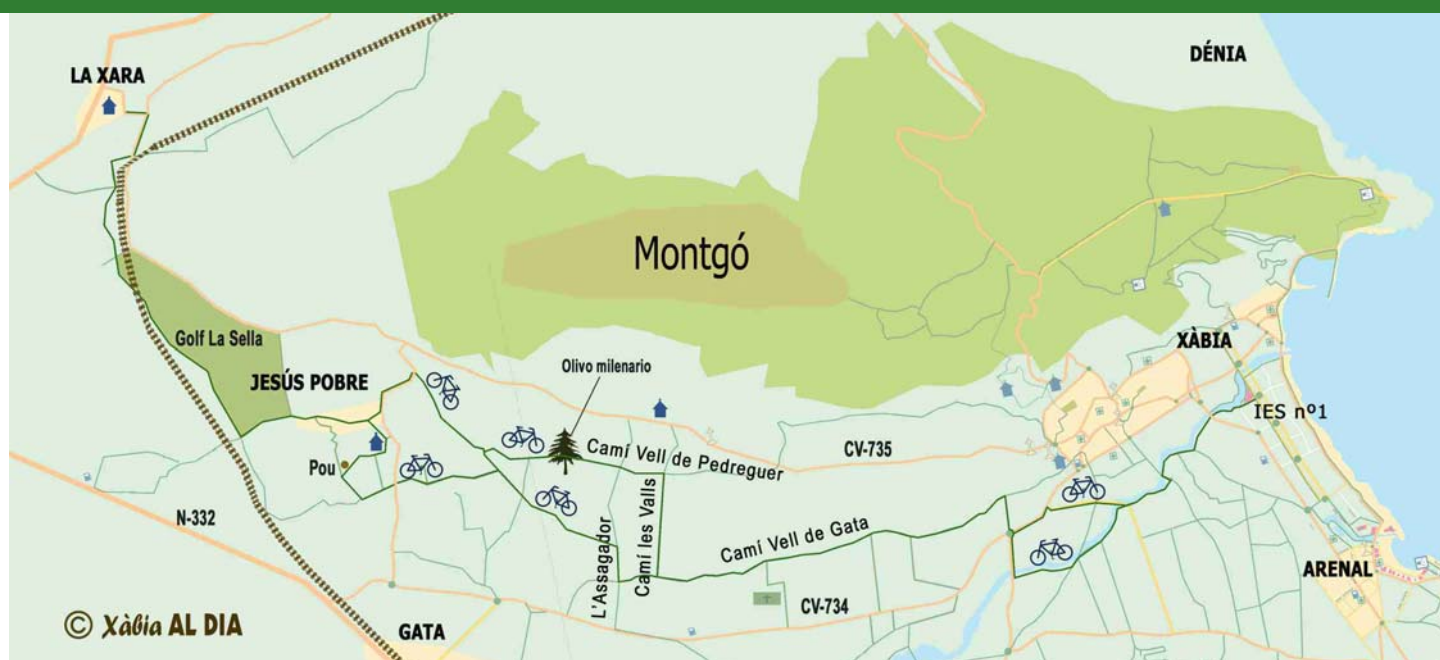 DÉNIA
LA XARA
Montgó
Golf La Sella
XÀBIA
Olivo milenario
JESÚS POBRE
IES nº1
Camí Vell de Pedreguer
CV-735
Pou
N-332
Camí les Valls
L'Assagador
Camí Vell de Gata
ARENAL
CV-734
© Xàbia AL DIA
GATA